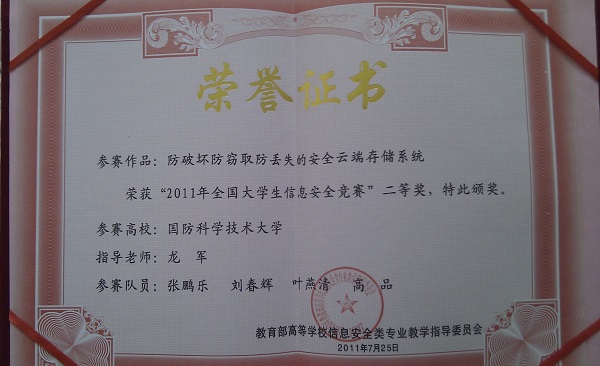 荣誉证书
参赛作品：防破坏防窃取防丢失的安全云端存储系统
荣获“2011年全国大学生信息安全竞赛”二等奖，特此颁奖。
参赛高校：国防科学技术大学
指导老师：龙 军
参赛队员：张鹏乐 刘春辉 叶燕清 高 品
教育部高等学校信息安全类专业教学指导委员会
2011年7月25日